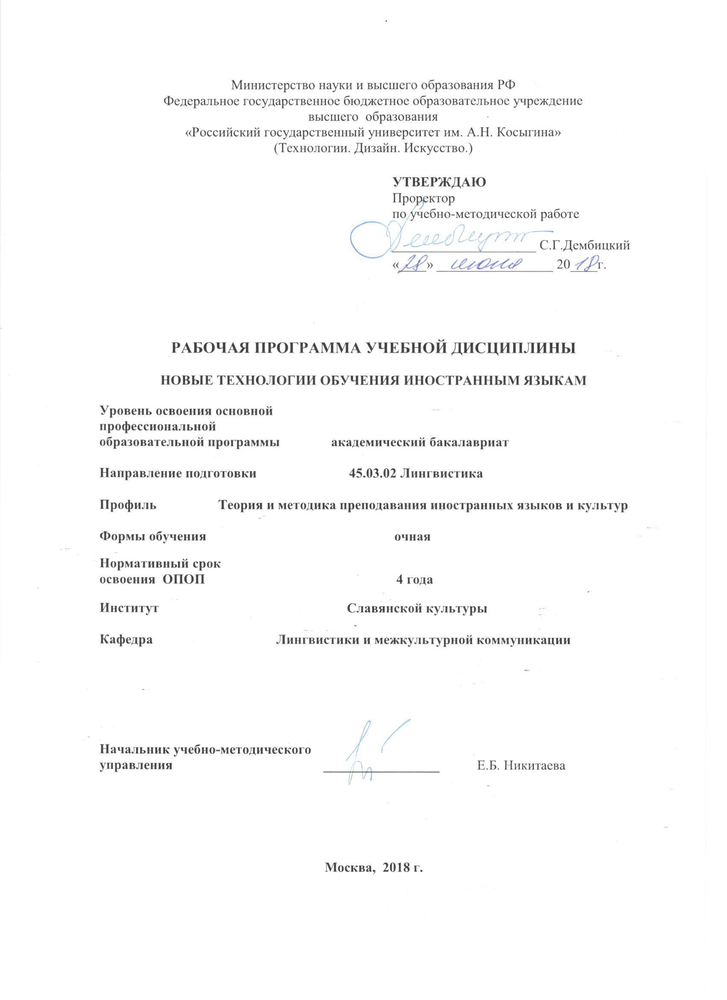 Министерство науки и высшего образования РФ
Федеральное государственное бюджетное образовательное учреждение
высшего образования
«Российский государственный университет им. А.Н. Косыгина»
(Технологии. Дизайн. Искусство.)
УТВЕРЖДАЮ
Проректор
по учебно-методической работе
С.Г.Дембицкий
«28» июня 2018г.
РАБОЧАЯ ПРОГРАММА УЧЕБНОЙ ДИСЦИПЛИНЫ
НОВЫЕ ТЕХНОЛОГИИ ОБУЧЕНИЯ ИНОСТРАННЫМ ЯЗЫКАМ
Уровень освоения основной
профессиональной
образовательной программы академический бакалавриат
Направление подготовки 45.03.02 Лингвистика
Профиль Теория и методика преподавания иностранных языков и культур
Формы обучения очная
Нормативный срок
освоения ОПОП 4 года
Институт Славянской культуры
Кафедра Лингвистики и межкультурной коммуникации
Начальник учебно-методического
управления Е.Б. Никитаева
Москва, 2018 г.